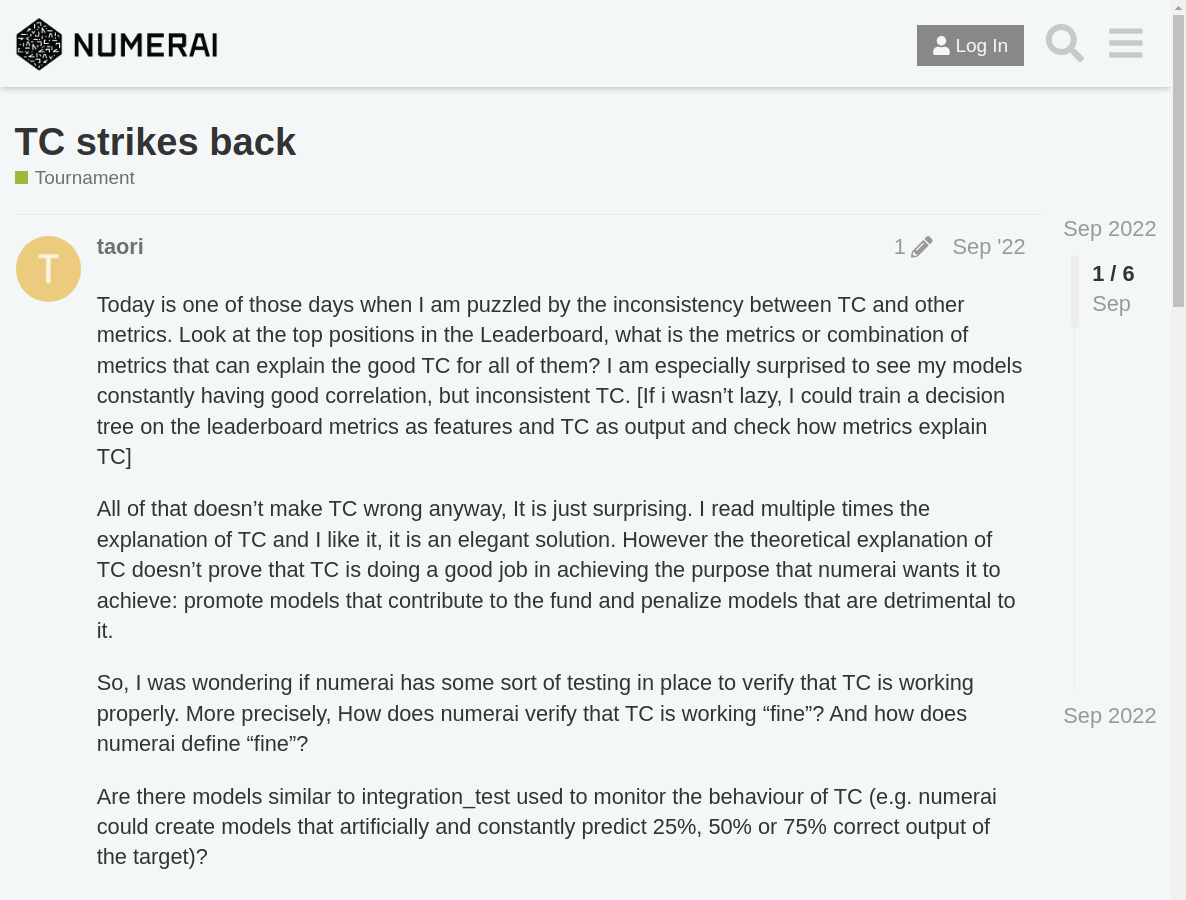 NUMERAI
Log In
TC strikes back
Tournament
T
taori
1
Sep '22
Today is one of those days when I am puzzled by the inconsistency between TC and other
metrics. Look at the top positions in the Leaderboard, what is the metrics or combination of
metrics that can explain the good TC for all of them? I am especially surprised to see my models
constantly having good correlation, but inconsistent TC. [If i wasn’t lazy, I could train a decision
tree on the leaderboard metrics as features and TC as output and check how metrics explain
TC]
All of that doesn’t make TC wrong anyway, It is just surprising. I read multiple times the
explanation of TC and I like it, it is an elegant solution. However the theoretical explanation of
TC doesn’t prove that TC is doing a good job in achieving the purpose that numerai wants it to
achieve: promote models that contribute to the fund and penalize models that are detrimental to
it.
So, I was wondering if numerai has some sort of testing in place to verify that TC is working
properly. More precisely, How does numerai verify that TC is working “fine”? And how does
numerai define “fine”?
Are there models similar to integration_test used to monitor the behaviour of TC (e.g. numerai
could create models that artificially and constantly predict 25%, 50% or 75% correct output of
the target)?
Sep 2022
1 / 6
Sep
Sep 2022